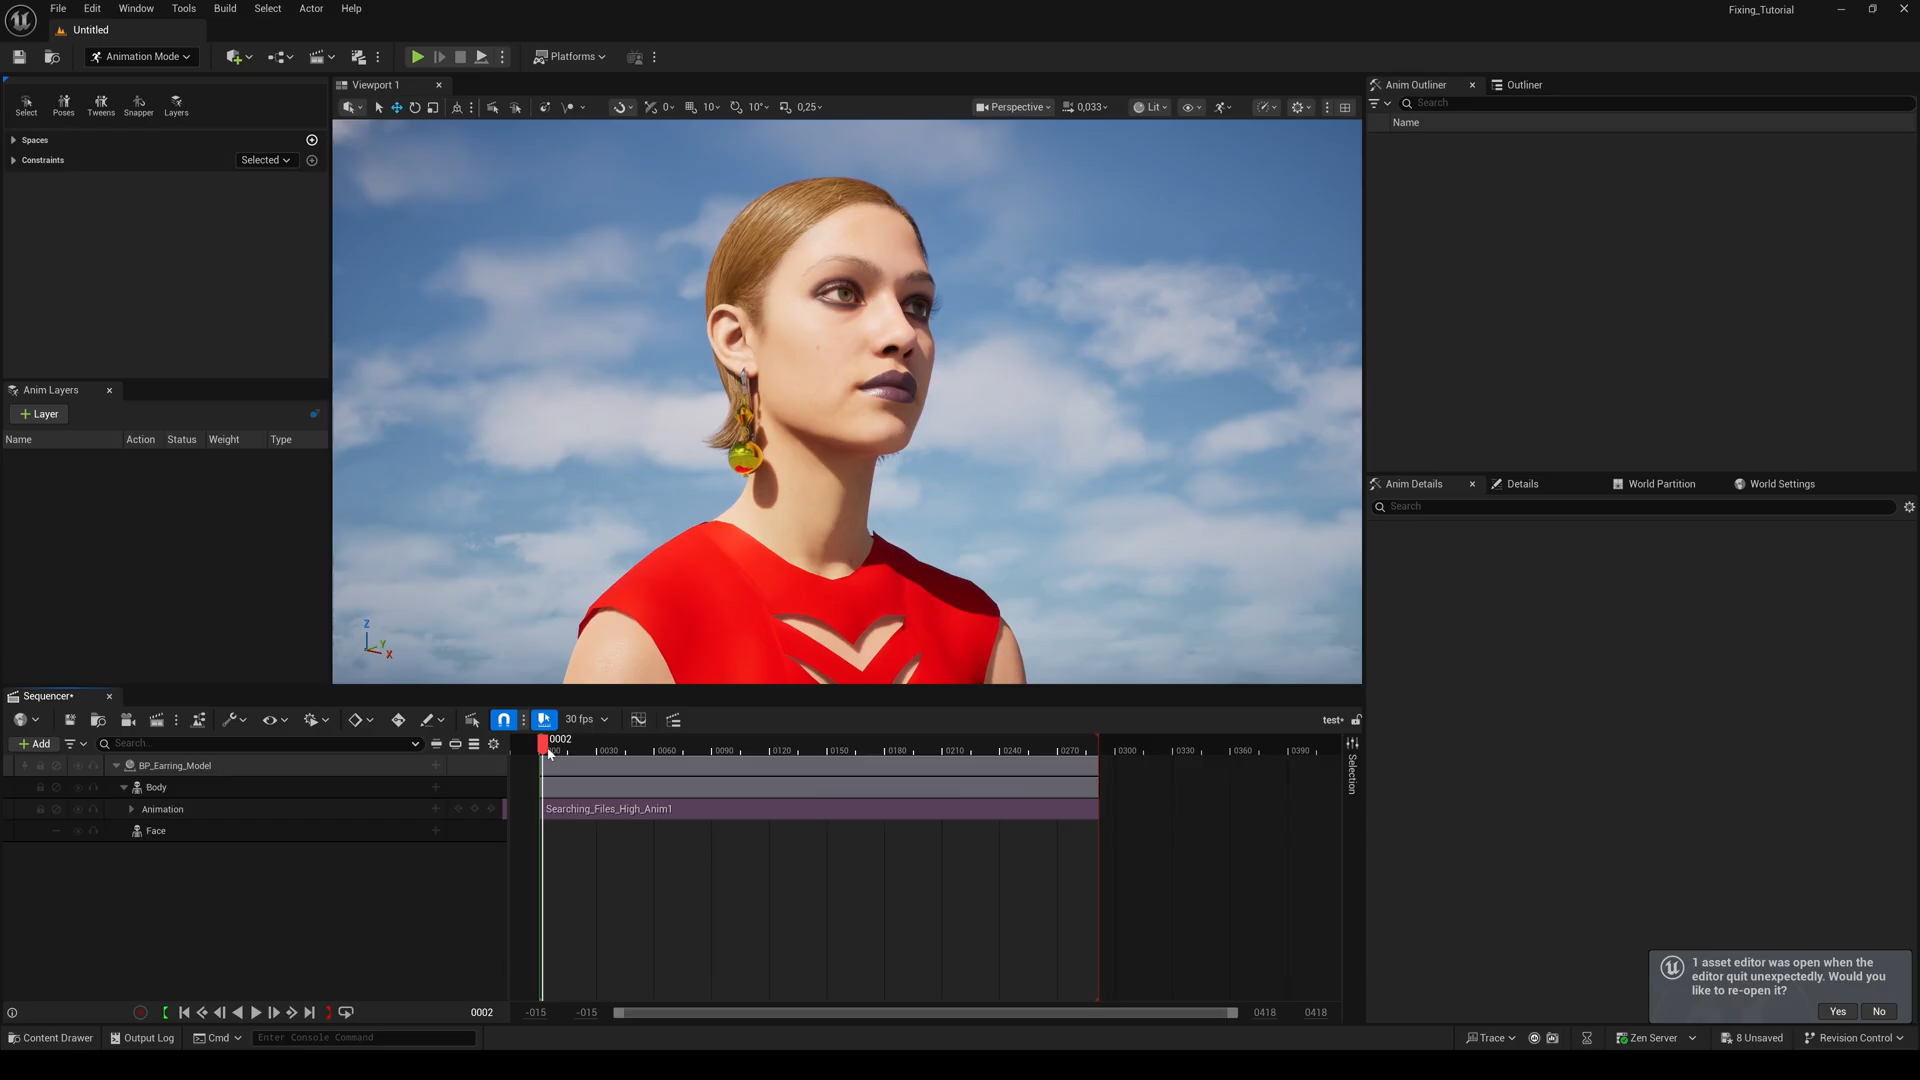 File Edit Window Tools Build Select Actor Help
Fixing_Tutorial
Untitled
Animation Mode
Platforms
Select Poses Tweens Snapper Layers
Spaces
Constraints Selected
Viewport 1
0 10 10° 0,25
Perspective 0,033 Lit
Z Y X
Anim Outliner Outliner
Search
Name
Anim Layers
Layer
Name Action Status Weight Type
Anim Details Details World Partition World Settings
Search
Sequencer*
30 fps
test*
Add Search...
0002
0030 0060 0090 0120 0150 0180 0210 0240 0270 0300 0330 0360 0390
BP_Earring_Model
Body
Animation
Searching_Files_High_Anim1
Face
Selection
0002
-015 -015 0418 0418
1 asset editor was open when the
editor quit unexpectedly. Would you
like to re-open it?
Yes No
Content Drawer Output Log Cmd Enter Console Command
Trace Zen Server 8 Unsaved Revision Control